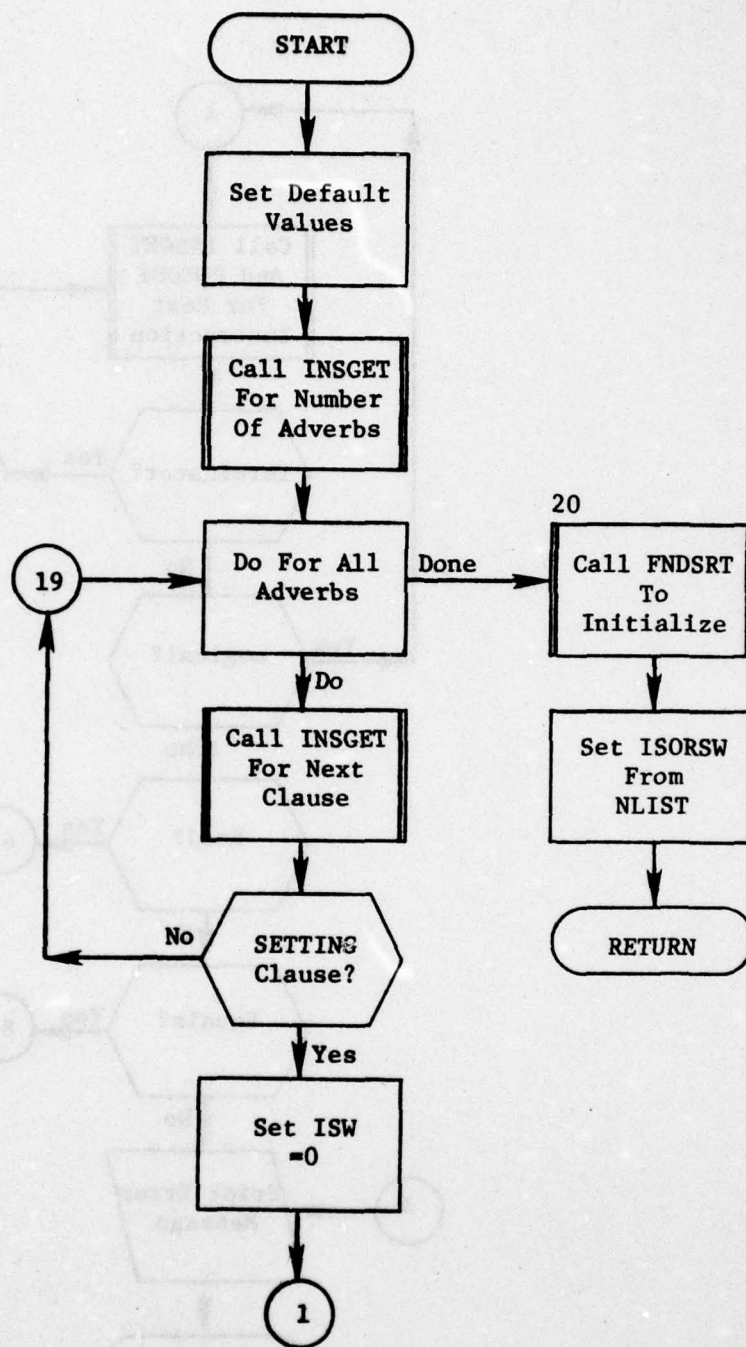 START
Set Default
Values
Call INSGET
For Number
Of Adverbs
19
Do For All
Adverbs
Done
20
Call FNDSRT
To
Initialize
Do
Call INSGET
For Next
Clause
Set ISORSW
From
NLIST
No
SETTING
Clause?
RETURN
Yes
Set ISW
=0
1